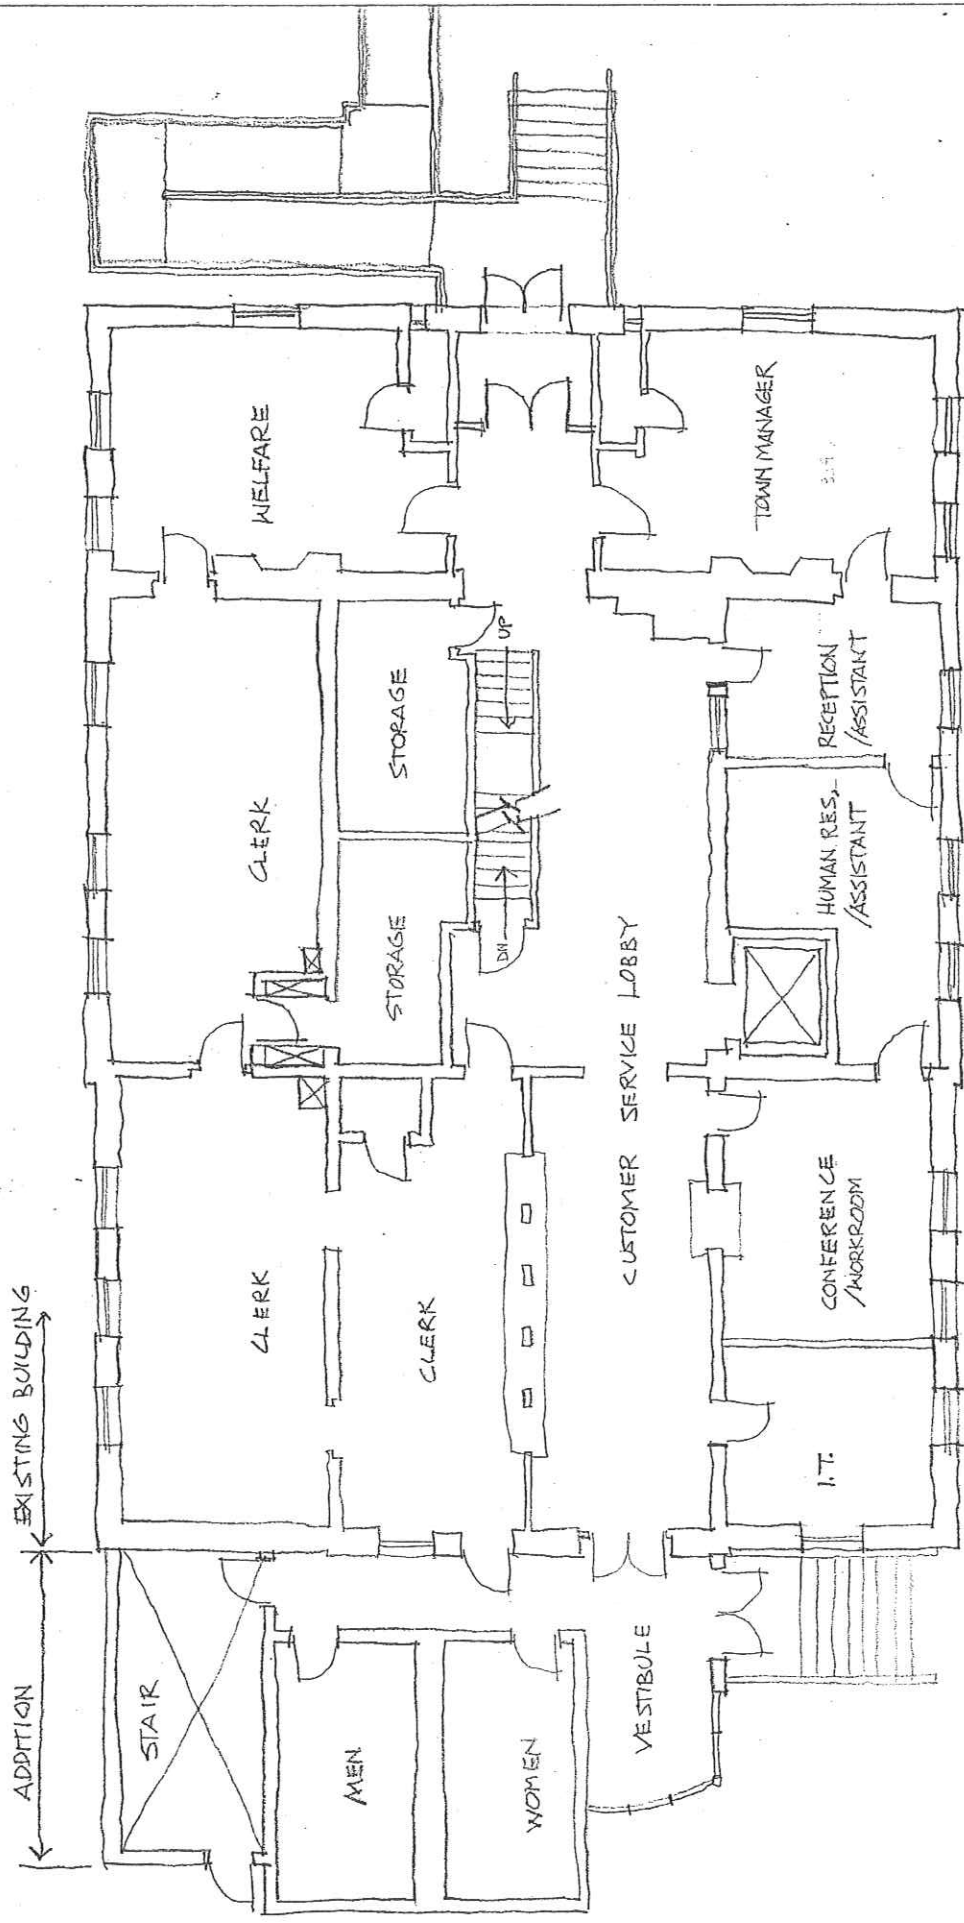 ADDITION
EXISTING BUILDING
STAIR
CLERK
CLERK
WELFARE
MEN
CLERK
STORAGE
STORAGE
WOMEN
DN
UP
VESTIBULE
CUSTOMER SERVICE LOBBY
I.T.
CONFERENCE
/WORKROOM
HUMAN RES.
/ASSISTANT
RECEPTION
/ASSISTANT
TOWN MANAGER